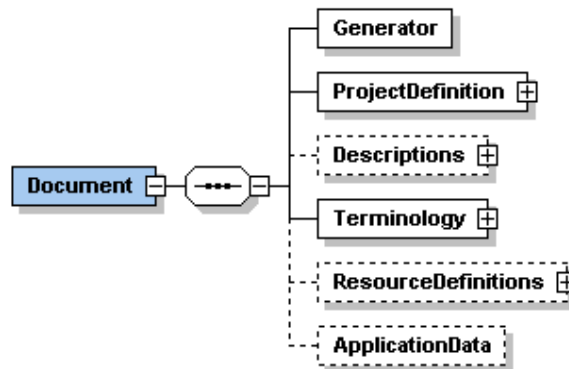 Generator
ProjectDefinition
Descriptions
Document
Terminology
ResourceDefinitions
ApplicationData